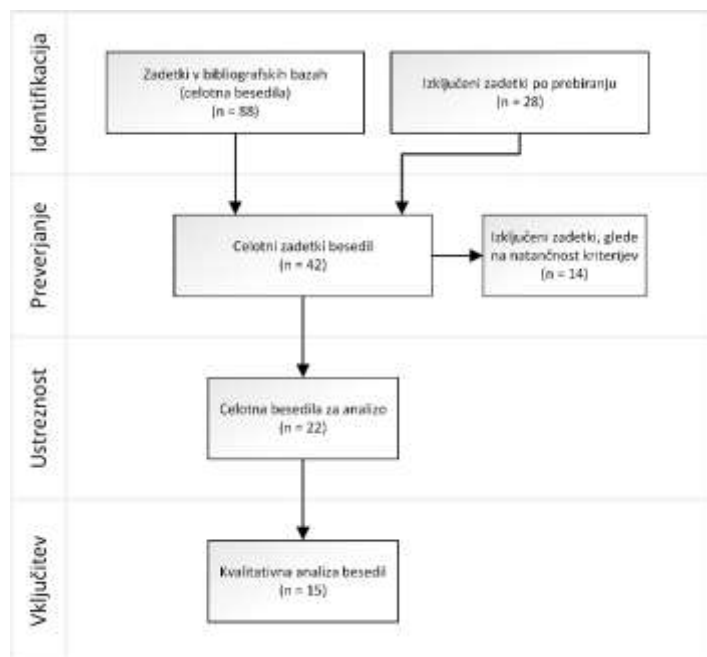 Identifikacija
Zadetki v bibliografskih bazah
(celotna besedila)
(n = 88)
Izključeni zadetki po prebiranju
(n = 28)
Preverjanje
Celotni zadetki besedil
(n = 42)
Izključeni zadetki, glede
na natančnost kriterijev
(n = 14)
Ustreznost
Celotna besedila za analizo
(n = 22)
Vključitev
Kvalitativna analiza besedil
(n = 15)